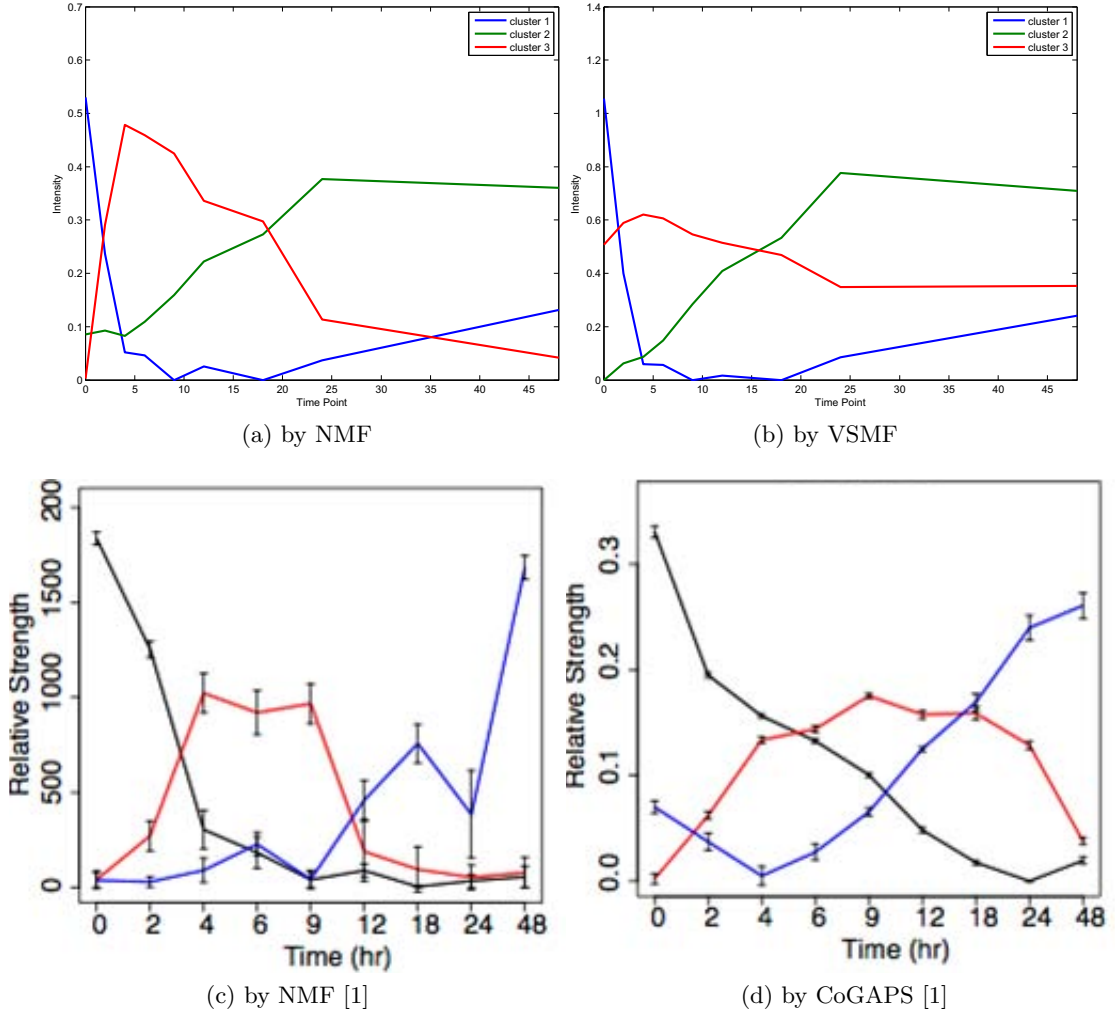 0.7
0.6
0.5
0.4
0.3
0.2
0.1
0
Intensity
0 5 10 15 20 25 30 35 40 45
Time Point
cluster 1
cluster 2
cluster 3
(a) by NMF
1.4
1.2
1
0.8
0.6
0.4
0.2
0
Intensity
0 5 10 15 20 25 30 35 40 45
Time Point
cluster 1
cluster 2
cluster 3
(b) by VSMF
200
1500
1000
500
0
Relative Strength
0 2 4 6 9 12 18 24 48
Time (hr)
(c) by NMF [1]
0.3
0.2
0.1
0.0
Relative Strength
0 2 4 6 9 12 18 24 48
Time (hr)
(d) by CoGAPS [1]